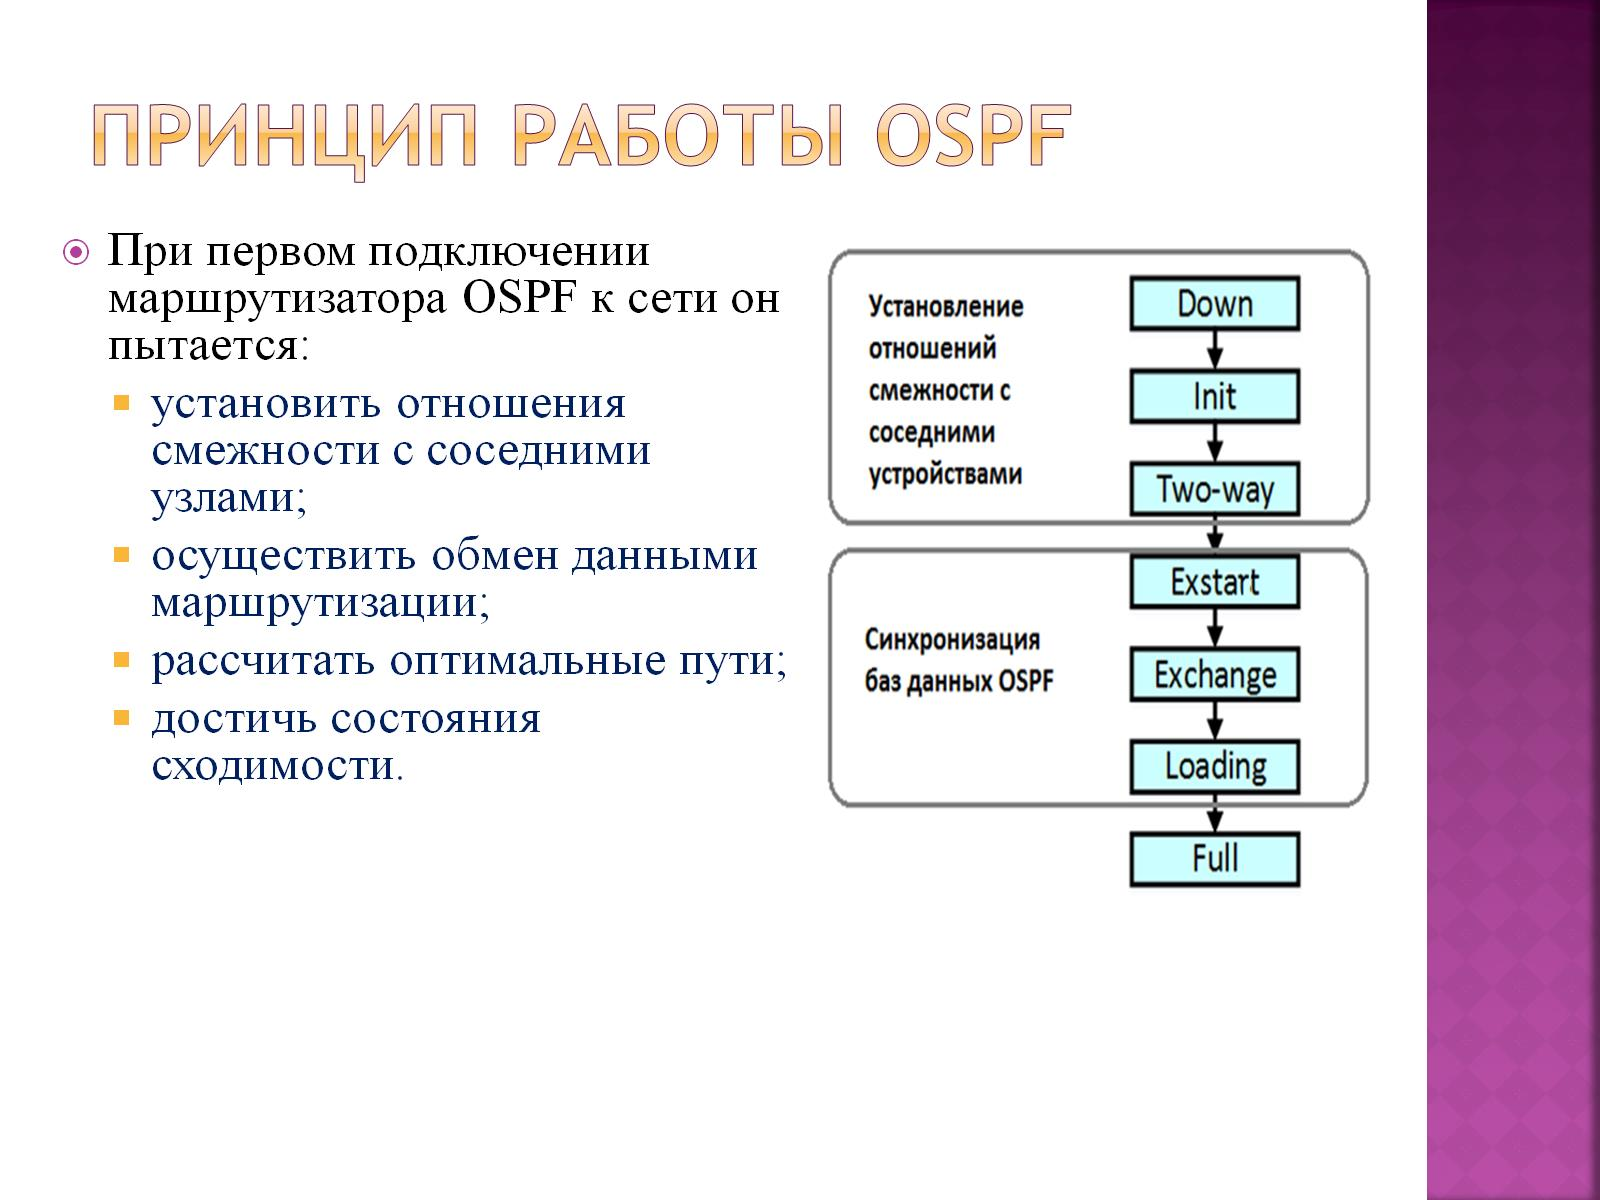 ПРИНЦИП РАБОТЫ OSPF
При первом подключении
маршрутизатора OSPF к сети он
пытается:
установить отношения
смежности с соседними
узлами;
осуществить обмен данными
маршрутизации;
рассчитать оптимальные пути;
достичь состояния
сходимости.
Установление
отношений
смежности с
соседними
устройствами
Down
Init
Two-way
Синхронизация
баз данных OSPF
Exstart
Exchange
Loading
Full